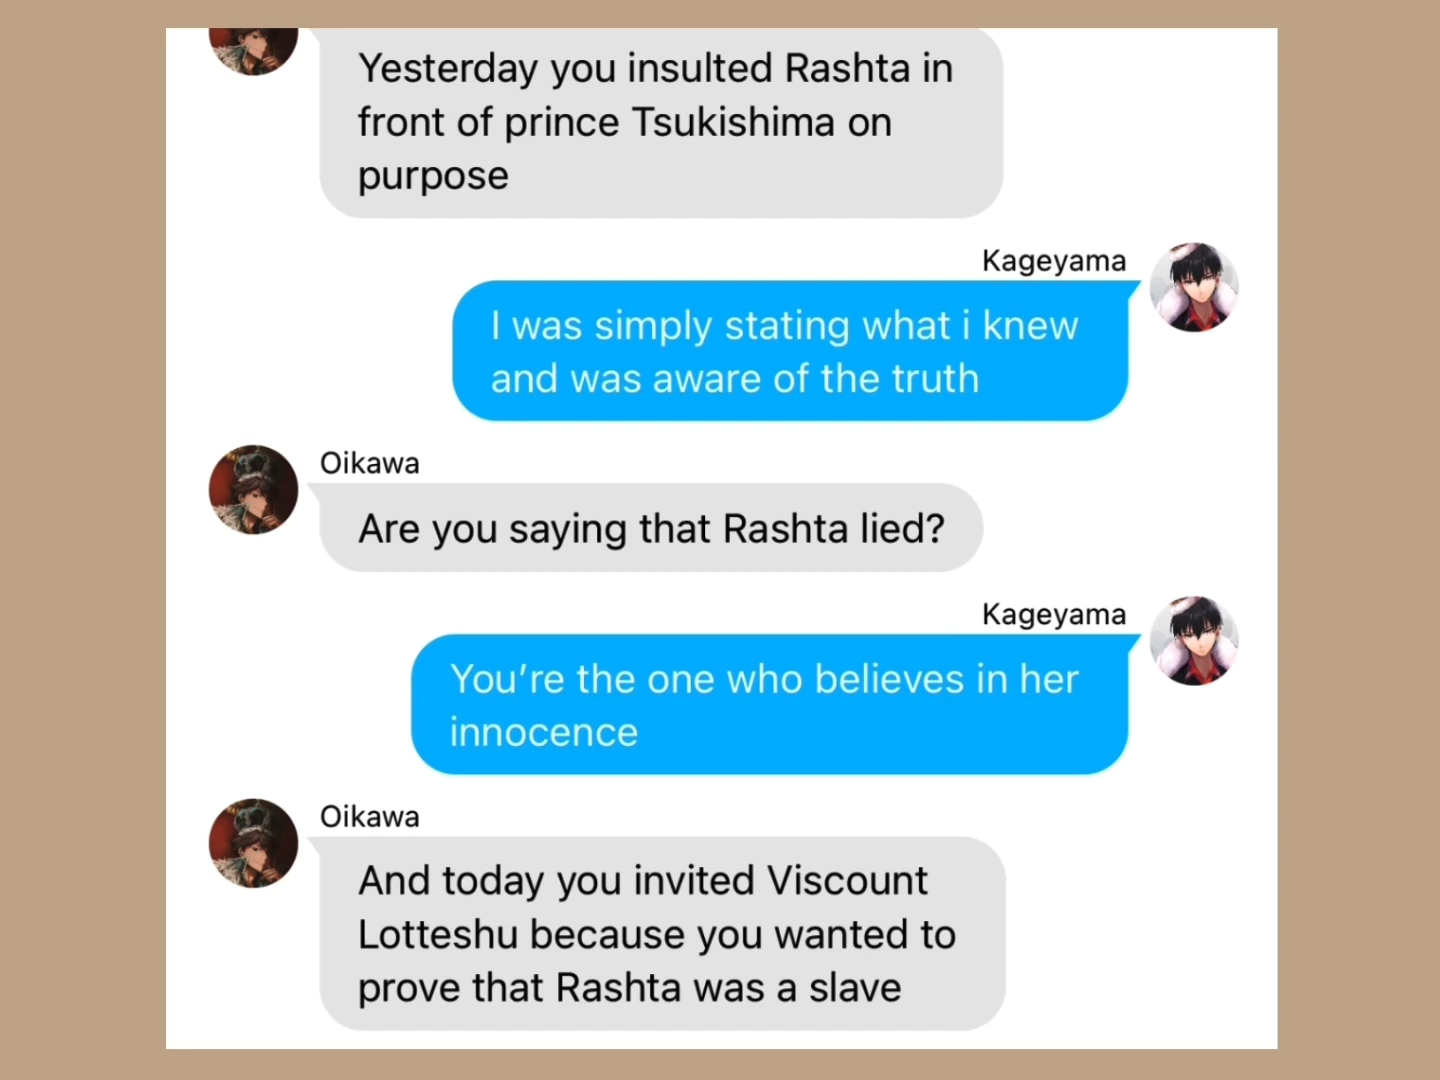 Yesterday you insulted Rashta in
front of prince Tsukishima on
purpose
Kageyama
I was simply stating what i knew
and was aware of the truth
Oikawa
Are you saying that Rashta lied?
Kageyama
You’re the one who believes in her
innocence
Oikawa
And today you invited Viscount
Lotteshu because you wanted to
prove that Rashta was a slave